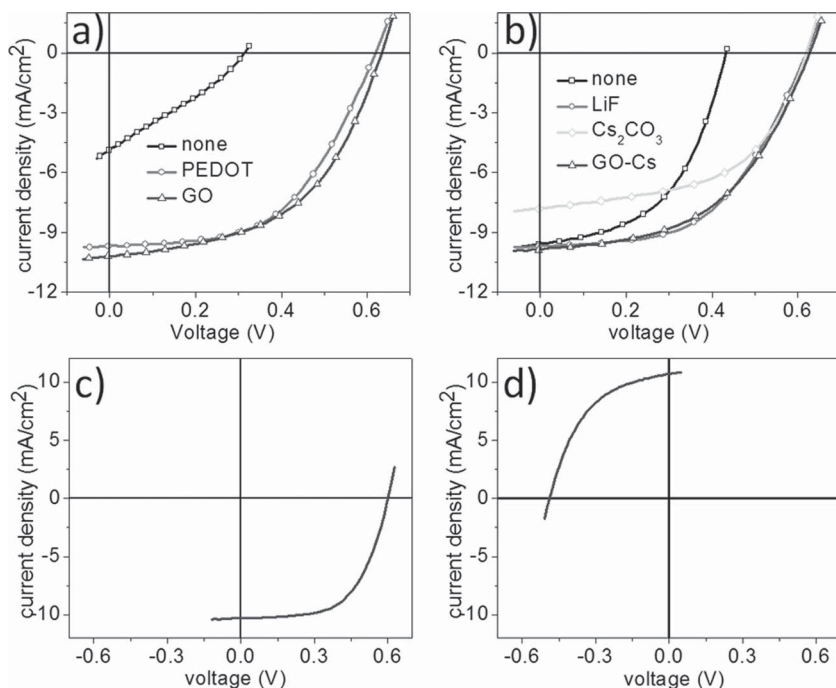 a)
0
-3
-6
-9
-12
current density (mA/cm²)
none
PEDOT
GO
0.0 0.2 0.4 0.6
Voltage (V)
b)
0
-3
-6
-9
-12
current density (mA/cm²)
none
LiF
Cs₂CO₃
GO-Cs
0.0 0.2 0.4 0.6
voltage (V)
c)
10
5
0
-5
-10
current density (mA/cm²)
-0.6 -0.3 0.0 0.3 0.6
voltage (V)
d)
10
5
0
-5
-10
current density (mA/cm²)
-0.6 -0.3 0.0 0.3 0.6
voltage (V)